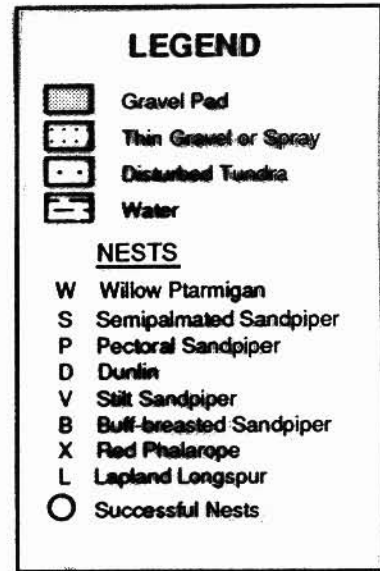 LEGEND
Gravel Pad
Thin Gravel or Spray
Disturbed Tundra
Water
NESTS
W Willow Ptarmigan
S Semipalmated Sandpiper
P Pectoral Sandpiper
D Dunlin
V Stilt Sandpiper
B Buff-breasted Sandpiper
X Red Phalarope
L Lapland Longspur
Successful Nests